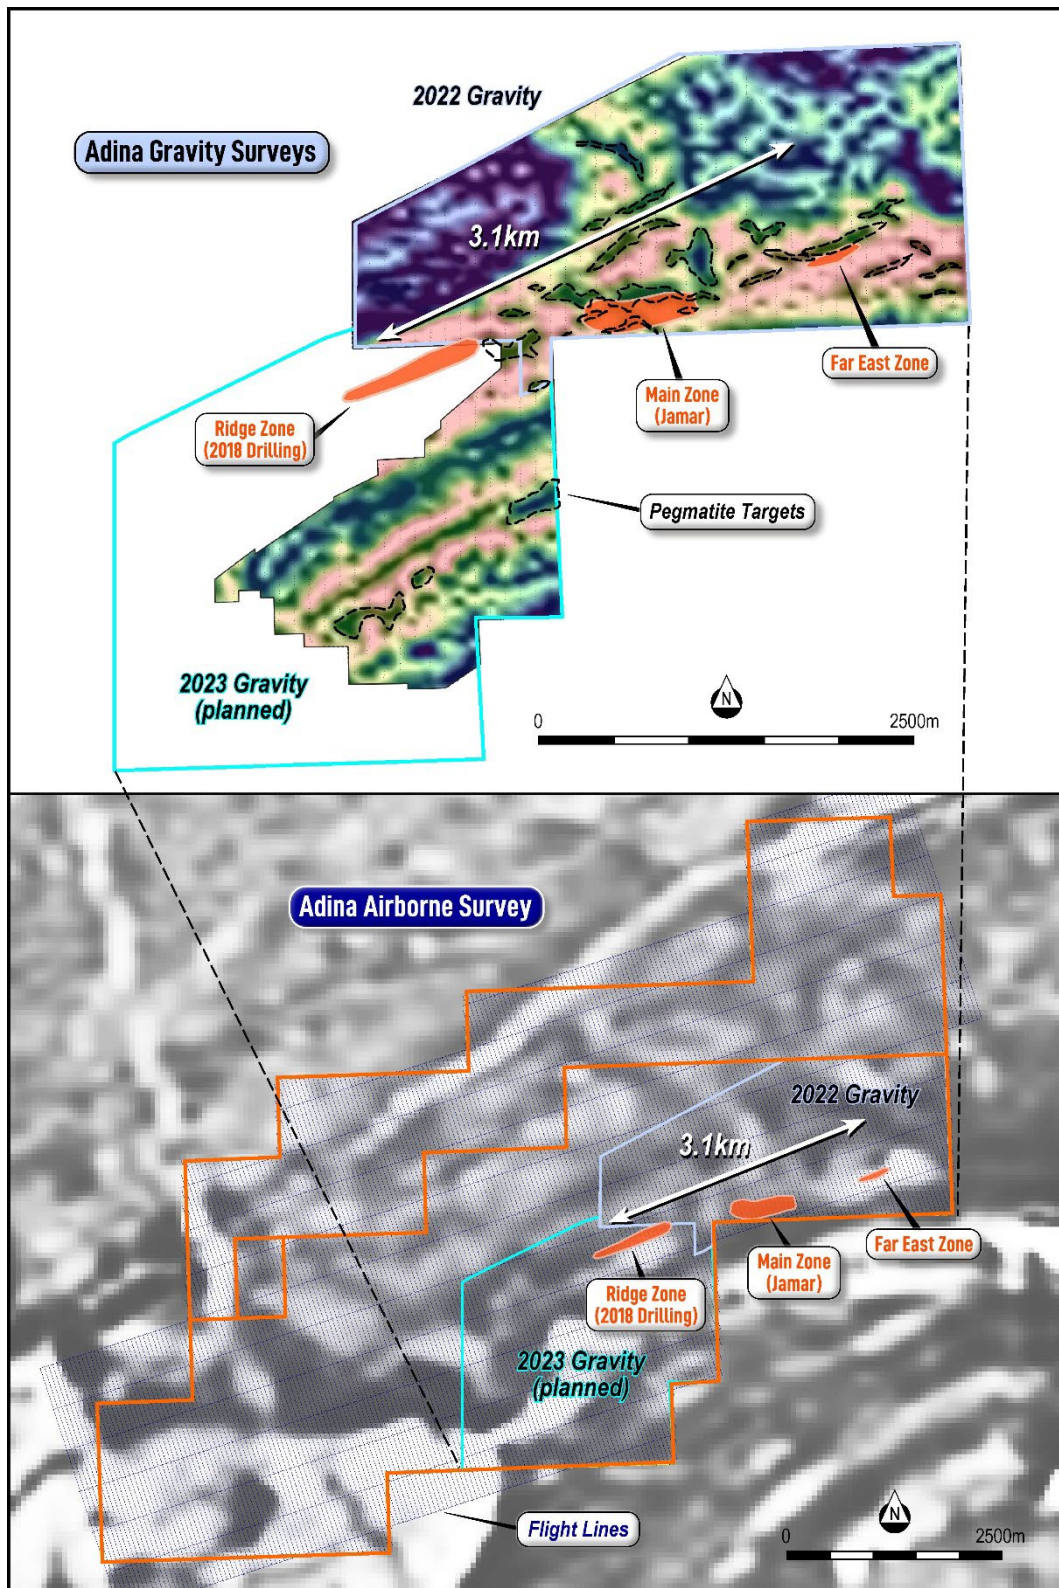 2022 Gravity
Adina Gravity Surveys
3.1km
Far East Zone
Main Zone
(Jamar)
Ridge Zone
(2018 Drilling)
Pegmatite Targets
2023 Gravity
(planned)
N
0
2500m
Adina Airborne Survey
2022 Gravity
3.1km
Far East Zone
Main Zone
(Jamar)
Ridge Zone
(2018 Drilling)
2023 Gravity
(planned)
Flight Lines
N
0
2500m